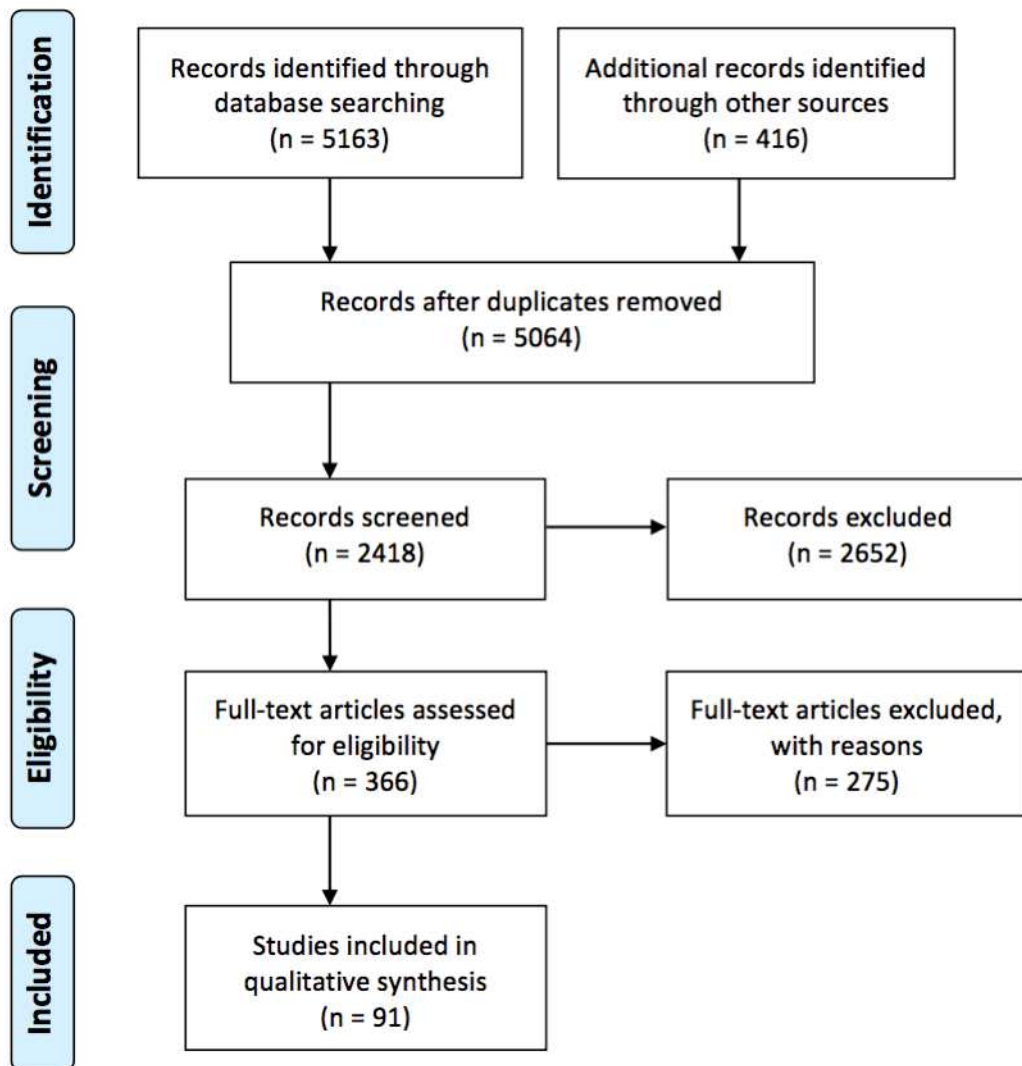 Identification
Records identified through
database searching
(n = 5163)
Additional records identified
through other sources
(n = 416)
Records after duplicates removed
(n = 5064)
Screening
Records screened
(n = 2418)
Records excluded
(n = 2652)
Eligibility
Full-text articles assessed
for eligibility
(n = 366)
Full-text articles excluded,
with reasons
(n = 275)
Included
Studies included in
qualitative synthesis
(n = 91)